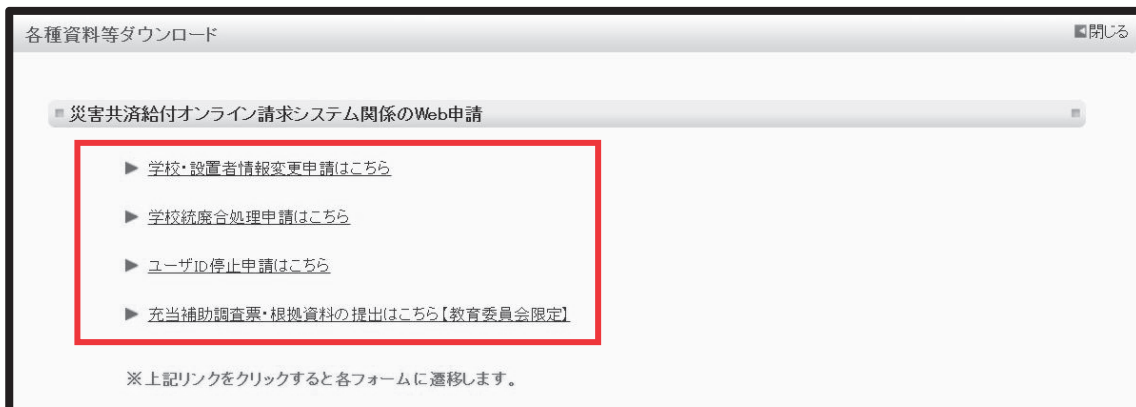 各種資料等ダウンロード
閉じる
災害共済給付オンライン請求システム関係のWeb申請
▶ 学校・設置者情報変更申請はこちら
▶ 学校統廃合処理申請はこちら
▶ ユーザID停止申請はこちら
▶ 充当補助調査票・根拠資料の提出はこちら【教育委員会限定】
※上記リンクをクリックすると各フォームに遷移します。